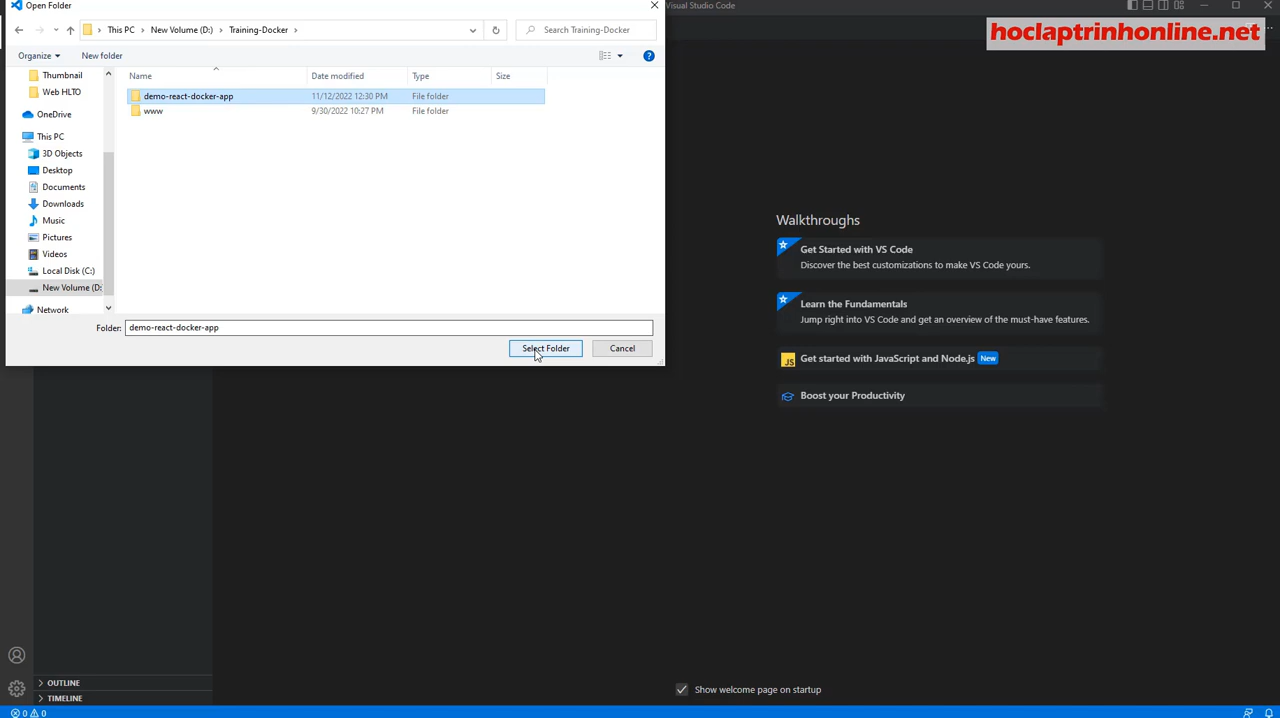 Open Folder
Visual Studio Code
hoclaptrinhonline.net
This PC > New Volume (D:) > Training-Docker >
Search Training-Docker
Organize
New folder
Name
Date modified
Type
Size
Thumbnail
Web HLTO
OneDrive
This PC
3D Objects
Desktop
Documents
Downloads
Music
Pictures
Videos
Local Disk (C:)
New Volume (D:
Network
demo-react-docker-app 11/12/2022 12:30 PM File folder
www 9/30/2022 10:27 PM File folder
Folder: demo-react-docker-app
Select Folder
Cancel
Walkthroughs
Get Started with VS Code
Discover the best customizations to make VS Code yours.
Learn the Fundamentals
Jump right into VS Code and get an overview of the must-have features.
JS Get started with JavaScript and Node.js New
Boost your Productivity
Show welcome page on startup
OUTLINE
TIMELINE
0 0